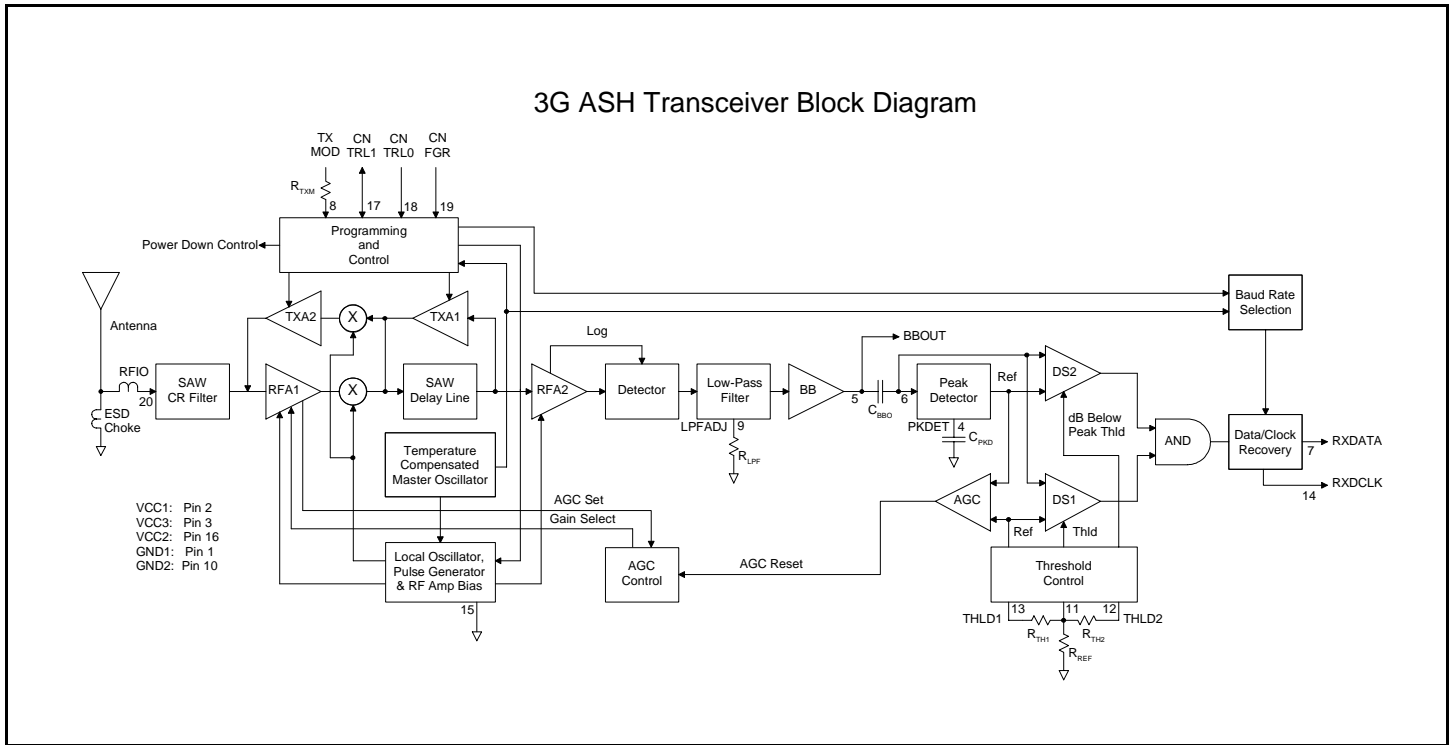 3G ASH Transceiver Block Diagram
TX
MOD
CN
TRL1
CN
TRL0
CN
FGR
RTXM
8
17
18
19
Programming
and
Control
Power Down Control
Antenna
TXA2
X
TXA1
Log
BBOUT
Baud Rate
Selection
RFIO
20
ESD
Choke
SAW
CR Filter
RFA1
X
SAW
Delay Line
RFA2
Detector
Low-Pass
Filter
LPFADJ
9
RLPF
BB
5
CBBO
6
Peak
Detector
PKDET
4
CPKD
Ref
DS2
dB Below
Peak Thld
AND
Data/Clock
Recovery
7
RXDATA
RXDCLK
14
Temperature
Compensated
Master Oscillator
AGC Set
Gain Select
AGC
Ref
DS1
Thld
VCC1: Pin 2
VCC3: Pin 3
VCC2: Pin 16
GND1: Pin 1
GND2: Pin 10
Local Oscillator,
Pulse Generator
& RF Amp Bias
15
AGC
Control
AGC Reset
Threshold
Control
THLD1
13
11
12
THLD2
RTH1
RTH2
RREF